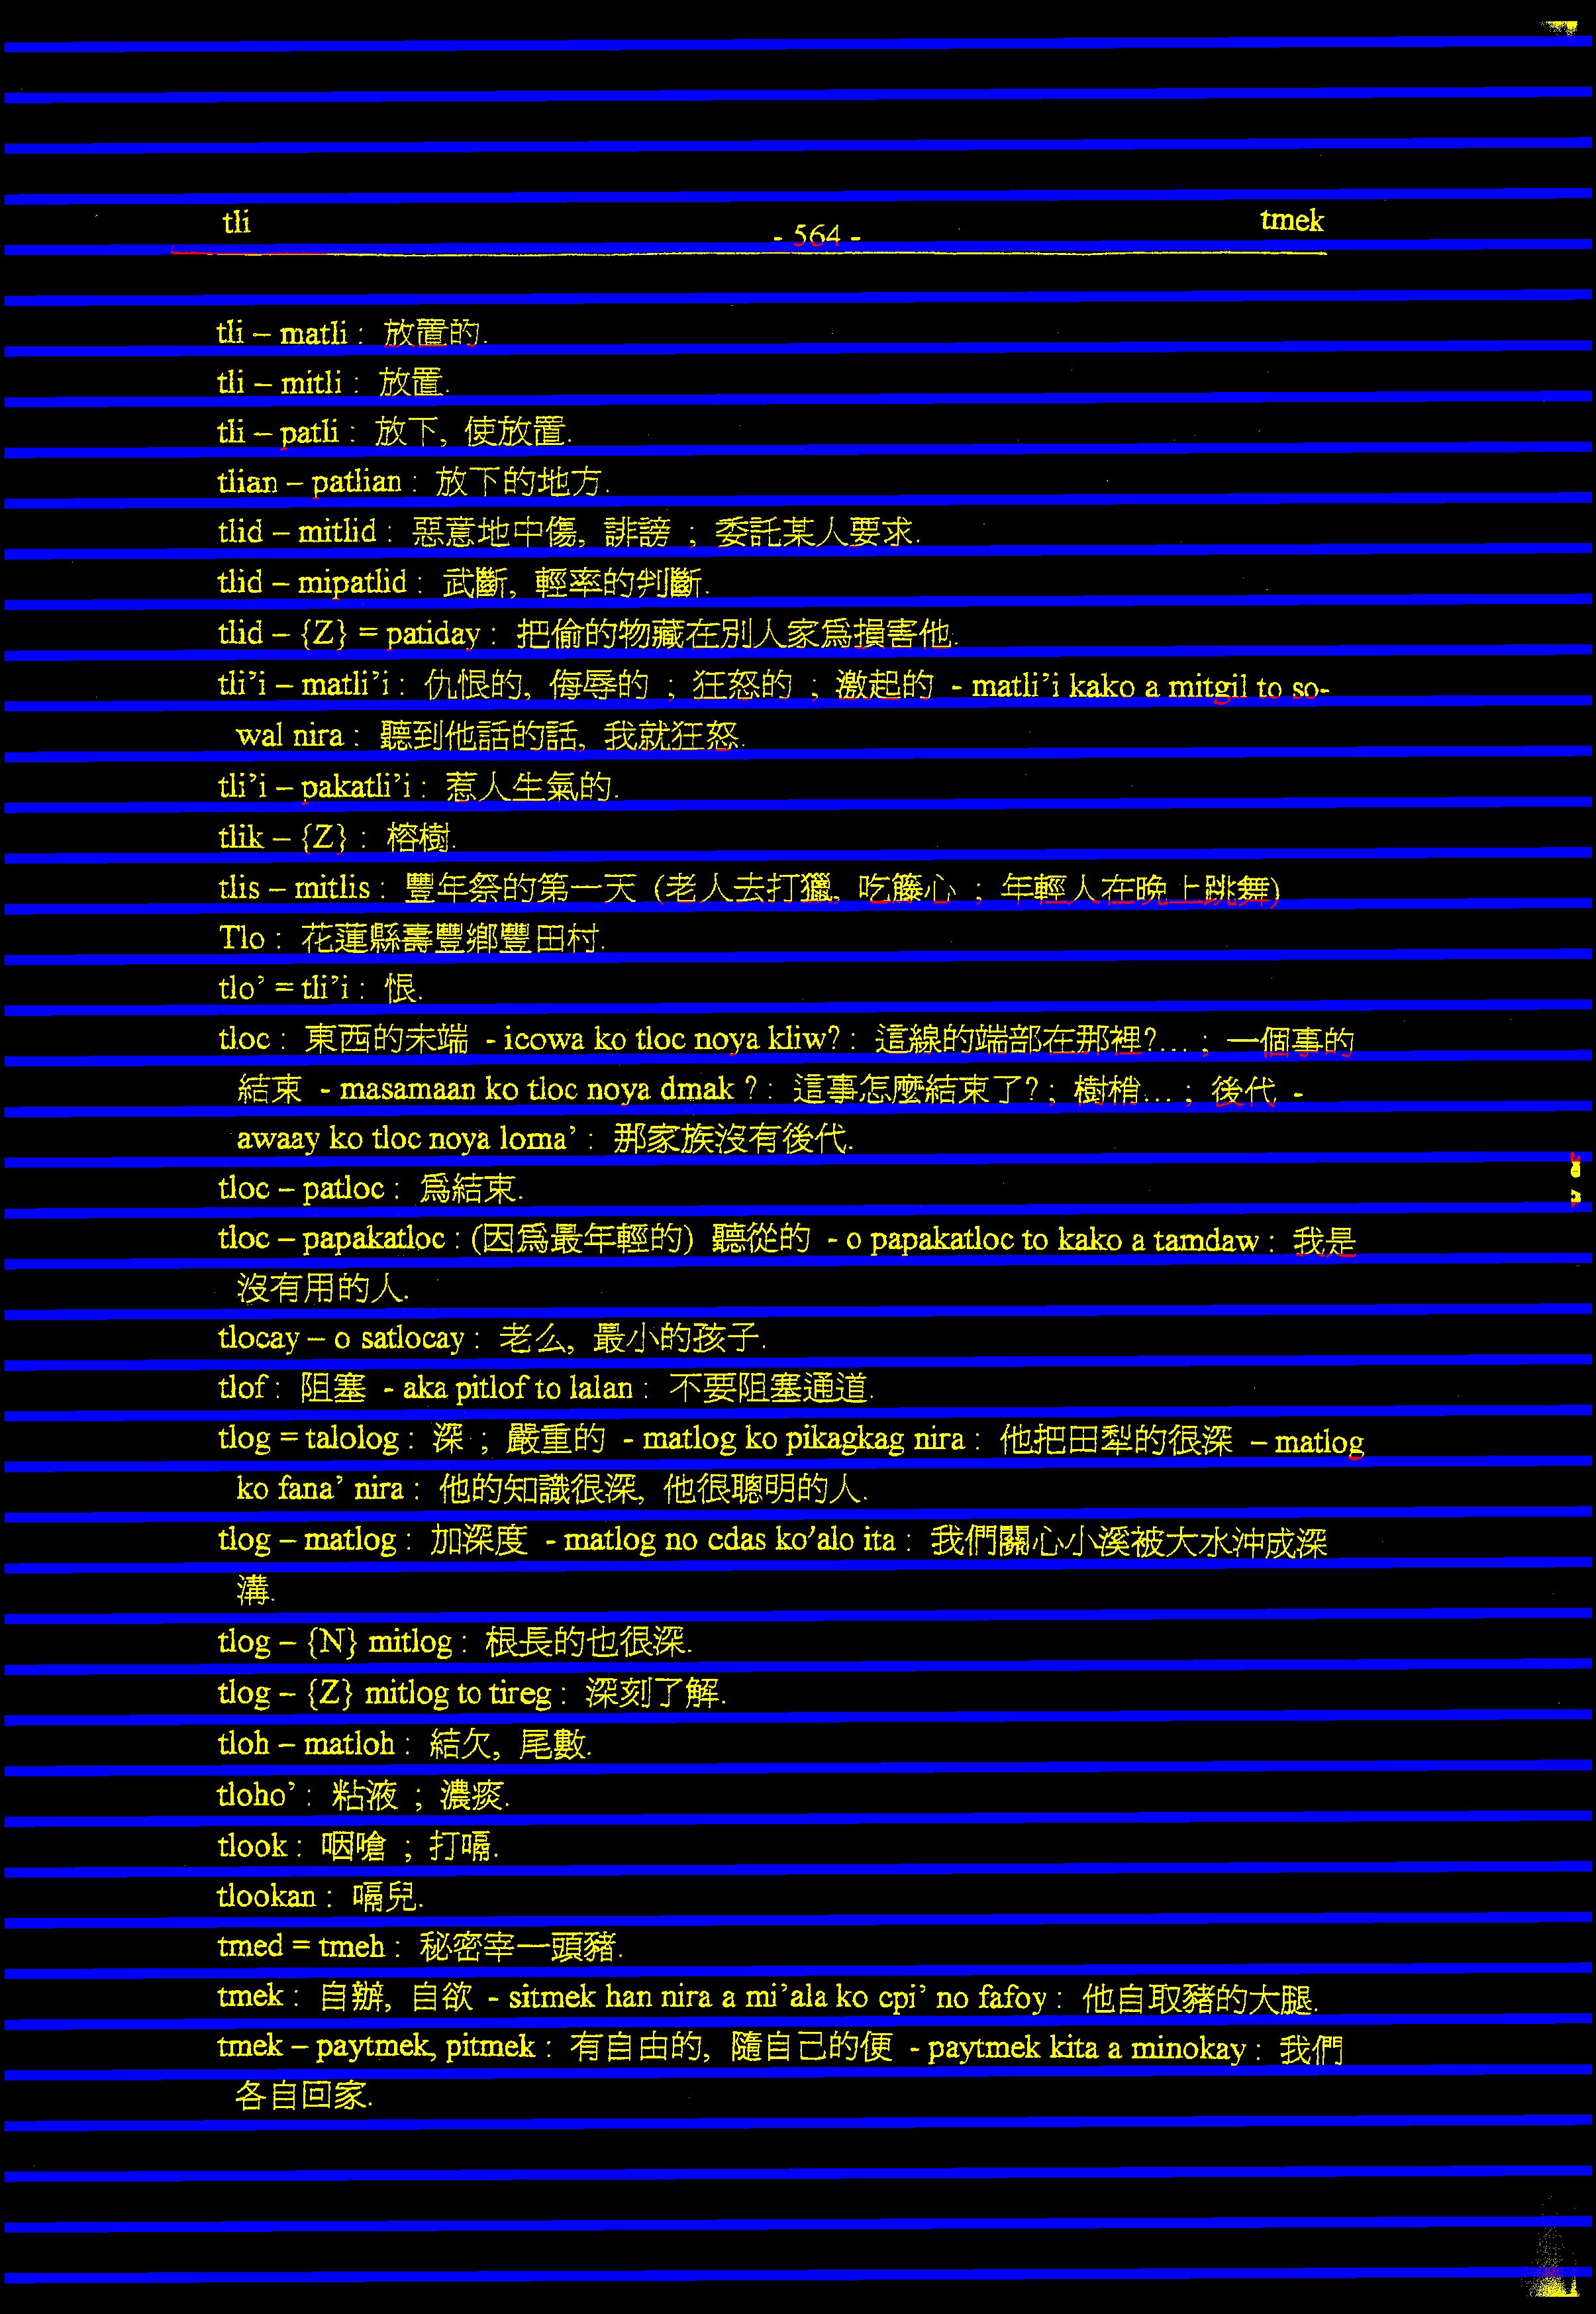 tli - 564 - tmek
tli – matli : 放置的.
tli – mitli : 放置.
tli – patli : 放下, 使放置.
tlian – patlian : 放下的地方.
tlid – mitlid : 惡意地中傷, 誹謗 ; 委託某人要求.
tlid – mipatlid : 武斷, 輕率的判斷.
tlid – {Z} = patiday : 把偷的物藏在別人家爲損害他.
tli’i – matli’i : 仇恨的, 侮辱的 ; 狂怒的 ; 激起的 - matli’i kako a mitgil to so-
wal nira : 聽到他話的話, 我就狂怒.
tli’i – pakatli’i : 惹人生氣的.
tlik – {Z} : 榕樹.
tlis – mitlis : 豐年祭的第一天 (老人去打獵, 吃籐心 ; 年輕人在晚上跳舞)
Tlo : 花蓮縣壽豐鄉豐田村.
tlo’ = tli’i : 恨.
tloc : 東西的末端 - icowa ko tloc noya kliw? : 這線的端部在那裡?... ; 一個事的
結束 - masamaan ko tloc noya dmak ? : 這事怎麼結束了? ; 樹梢... ; 後代 -
awaay ko tloc noya loma’ : 那家族沒有後代.
tloc – patloc : 爲結束.
tloc – papakatloc : (因爲最年輕的) 聽從的 - o papakatloc to kako a tamdaw : 我是
沒有用的人.
tlocay – o satlocay : 老么, 最小的孩子.
tlof : 阻塞 - aka pitlof to lalan : 不要阻塞通道.
tlog = talolog : 深 ; 嚴重的 - matlog ko pikagkag nira : 他把田犁的很深 – matlog
ko fana’ nira : 他的知識很深, 他很聰明的人.
tlog – matlog : 加深度 - matlog no cdas ko'alo ita : 我們關心小溪被大水沖成深
溝.
tlog – {N} mitlog : 根長的也很深.
tlog – {Z} mitlog to tireg : 深刻了解.
tloh – matloh : 結欠, 尾數.
tloho’ : 粘液 ; 濃痰.
tlook : 咽嗆 ; 打嗝.
tlookan : 嗝兒.
tmed = tmeh : 秘密宰一頭豬.
tmek : 自辦, 自欲 - sitmek han nira a mi’ala ko cpi’ no fafoy : 他自取豬的大腿.
tmek – paytmek, pitmek : 有自由的, 隨自己的便 - paytmek kita a minokay : 我們
各自回家.